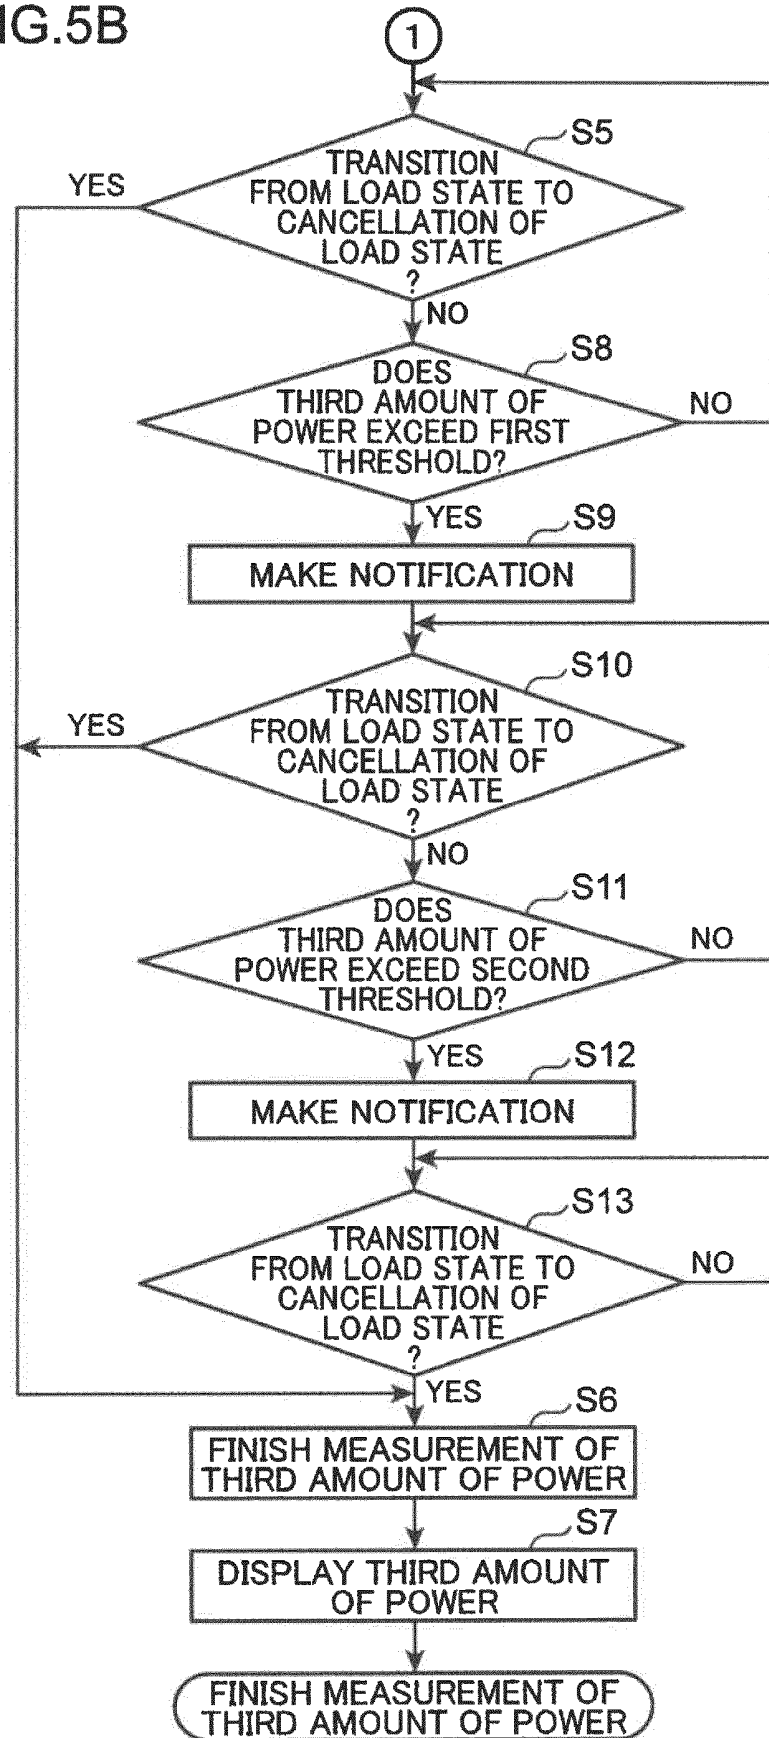 IG.5B
1
S5
TRANSITION
FROM LOAD STATE TO
CANCELLATION OF
LOAD STATE
?
YES
NO
S8
DOES
THIRD AMOUNT OF
POWER EXCEED FIRST
THRESHOLD?
NO
YES
S9
MAKE NOTIFICATION
S10
TRANSITION
FROM LOAD STATE TO
CANCELLATION OF
LOAD STATE
?
YES
NO
S11
DOES
THIRD AMOUNT OF
POWER EXCEED SECOND
THRESHOLD?
NO
YES
S12
MAKE NOTIFICATION
S13
TRANSITION
FROM LOAD STATE TO
CANCELLATION OF
LOAD STATE
?
NO
YES
S6
FINISH MEASUREMENT OF
THIRD AMOUNT OF POWER
S7
DISPLAY THIRD AMOUNT
OF POWER
FINISH MEASUREMENT OF
THIRD AMOUNT OF POWER